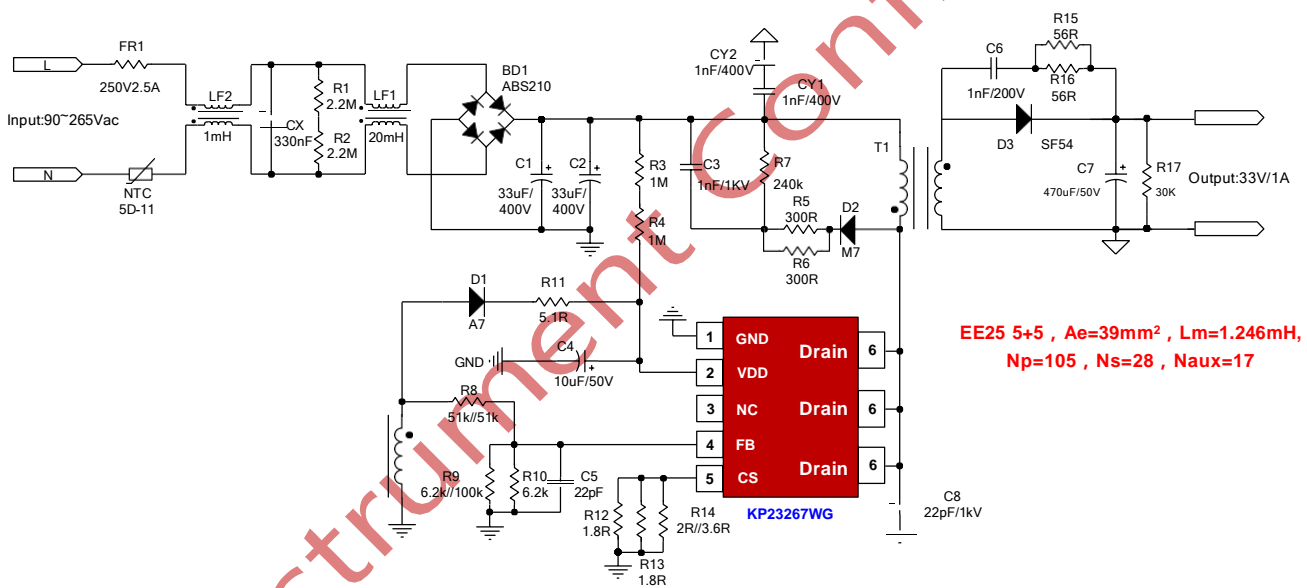 L
FR1
250V2.5A
Input:90~265Vac
N
NTC
5D-11
LF2
1mH
CX
330nF
R1
2.2M
R2
2.2M
LF1
20mH
BD1
ABS210
C1
33uF/
400V
C2
33uF/
400V
R3
1M
R4
1M
C3
1nF/1KV
CY2
1nF/400V
CY1
1nF/400V
R7
240k
R5
300R
R6
300R
D2
M7
T1
C6
1nF/200V
R15
56R
R16
56R
D3
SF54
C7
470uF/50V
R17
30K
Output:33V/1A
D1
A7
R11
5.1R
GND
C4
10uF/50V
R8
51k//51k
R9
6.2k//100k
R10
6.2k
C5
22pF
R12
1.8R
R13
1.8R
R14
2R//3.6R
1
GND
2
VDD
3
NC
4
FB
5
CS
Drain
6
Drain
6
Drain
6
KP23267WG
C8
22pF/1kV
EE25 5+5 , Ae=39mm² , Lm=1.246mH,
Np=105 , Ns=28 , Naux=17
strument Conf